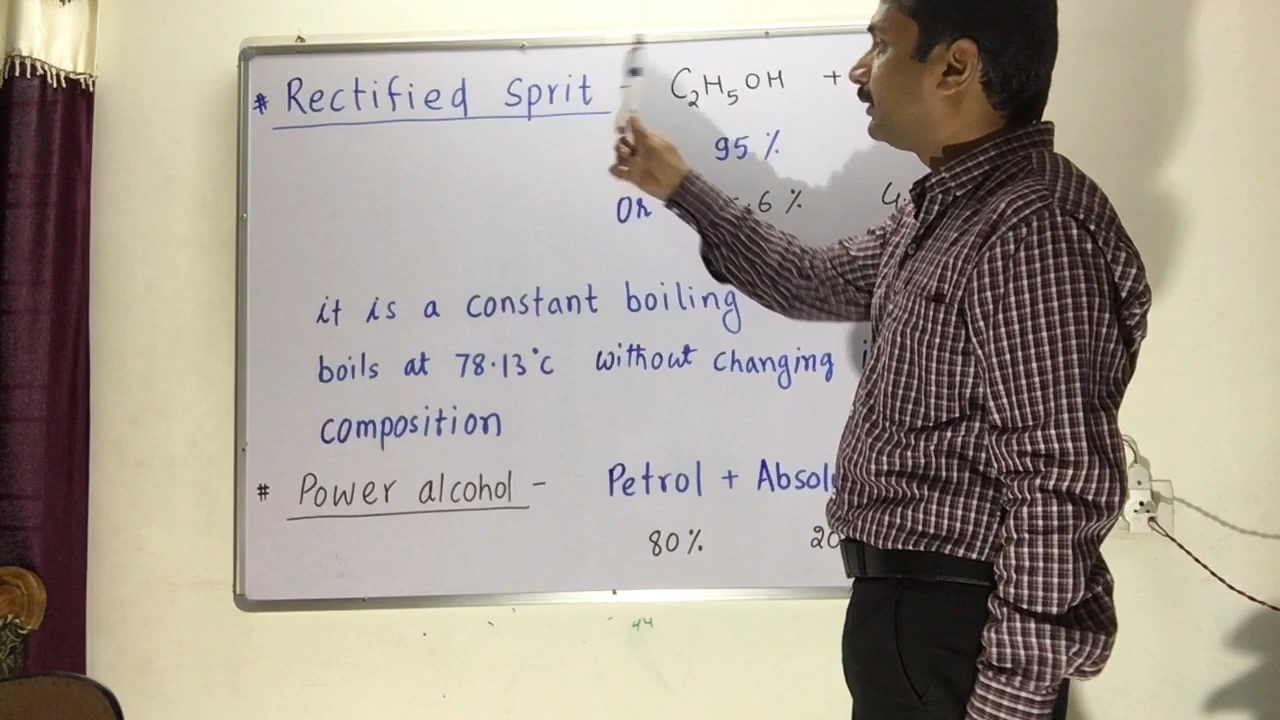 * Rectified Sprit - C₂H₅OH +
95 %
Or .6 %
it is a constant boiling
boils at 78.13°c without changing
composition
# Power alcohol - Petrol + Absol
80 % 20
44